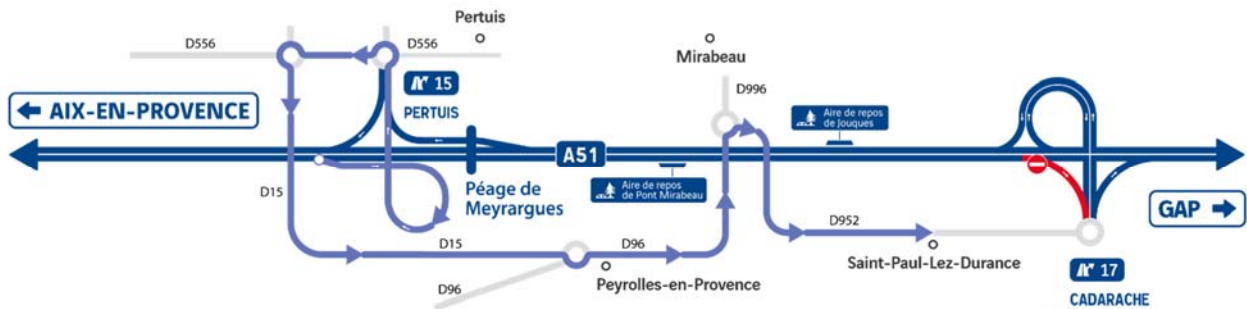 Pertuis
Mirabeau
D556
D556
15
PERTUIS
D996
Aire de repos
de Jouques
← AIX-EN-PROVENCE
A51
Péage de
Meyrargues
Aire de repos
de Pont Mirabeau
D15
GAP →
D15
D96
D952
Saint-Paul-Lez-Durance
Peyrolles-en-Provence
D96
17
CADARACHE